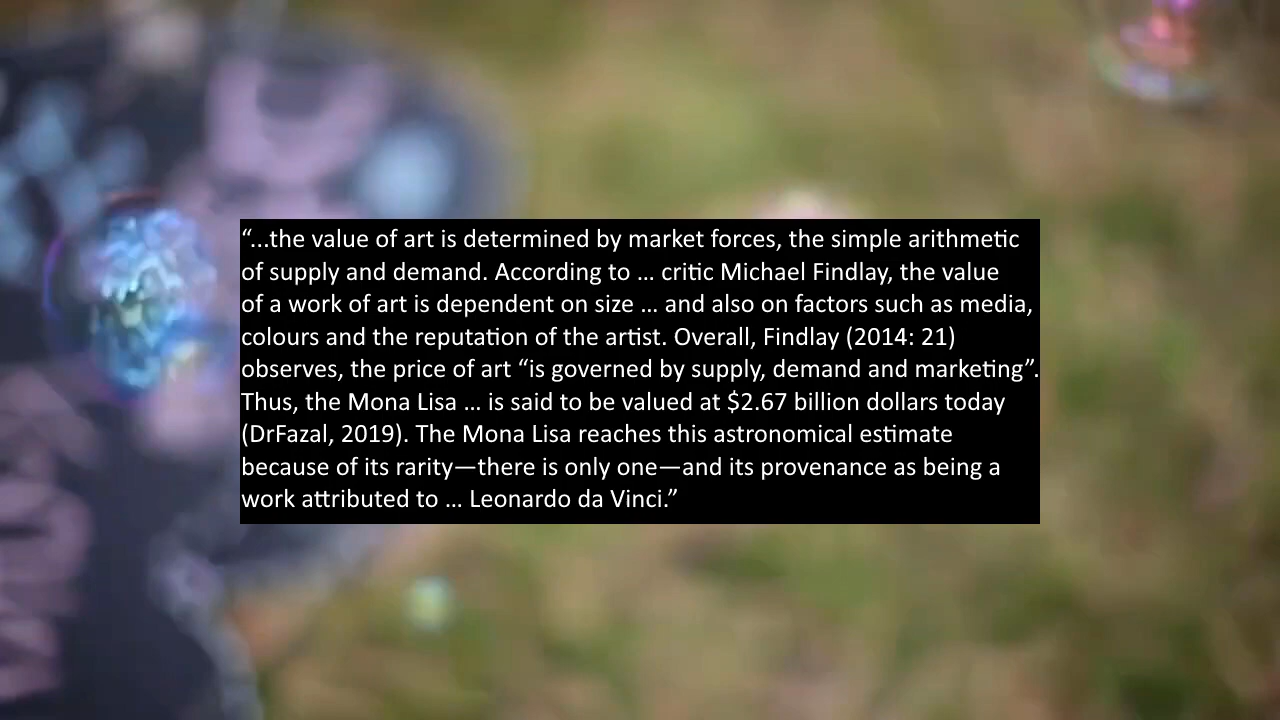 “...the value of art is determined by market forces, the simple arithmetic
of supply and demand. According to ... critic Michael Findlay, the value
of a work of art is dependent on size ... and also on factors such as media,
colours and the reputation of the artist. Overall, Findlay (2014: 21)
observes, the price of art “is governed by supply, demand and marketing”.
Thus, the Mona Lisa ... is said to be valued at $2.67 billion dollars today
(DrFazal, 2019). The Mona Lisa reaches this astronomical estimate
because of its rarity—there is only one—and its provenance as being a
work attributed to ... Leonardo da Vinci.”